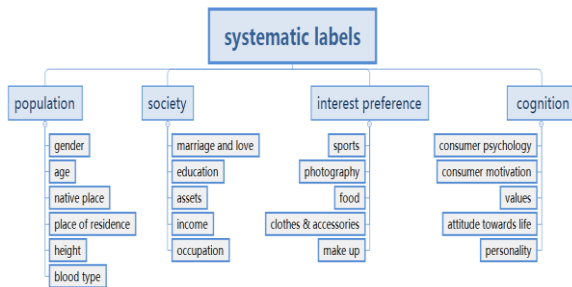 systematic labels
population
society
interest preference
cognition
gender
age
native place
place of residence
height
blood type
marriage and love
education
assets
income
occupation
sports
photography
food
clothes & accessories
make up
consumer psychology
consumer motivation
values
attitude towards life
personality